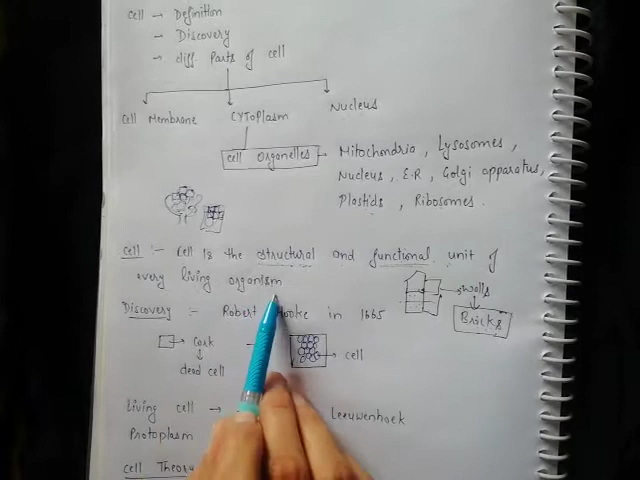 Cell → Definition
→ Discovery
→ diff. Parts of cell
Cell Membrane Cytoplasm Nucleus
Cell Organelles → Mitochondria, Lysosomes,
Nucleus, E.R, Golgi apparatus,
Plastids, Ribosomes.
Cell :- Cell is the structural and functional unit of
every living organism
→ walls
Bricks
Discovery :- Robert Hooke in 1665
→ Cork → cell
dead cell
Living cell → Leeuwenhoek
Protoplasm
Cell Theory